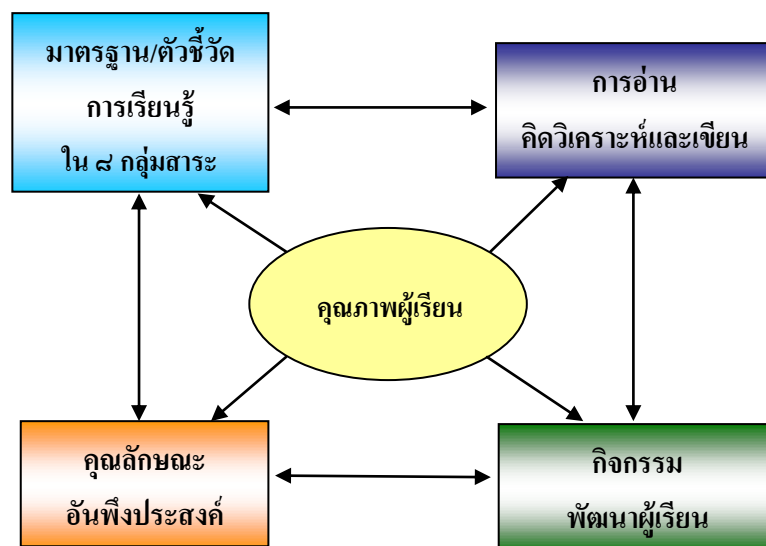 มาตรฐาน/ตัวชี้วัด
การเรียนรู้
ใน ๘ กลุ่มสาระ
การอ่าน
คิดวิเคราะห์และเขียน
คุณภาพผู้เรียน
คุณลักษณะ
อันพึงประสงค์
กิจกรรม
พัฒนาผู้เรียน